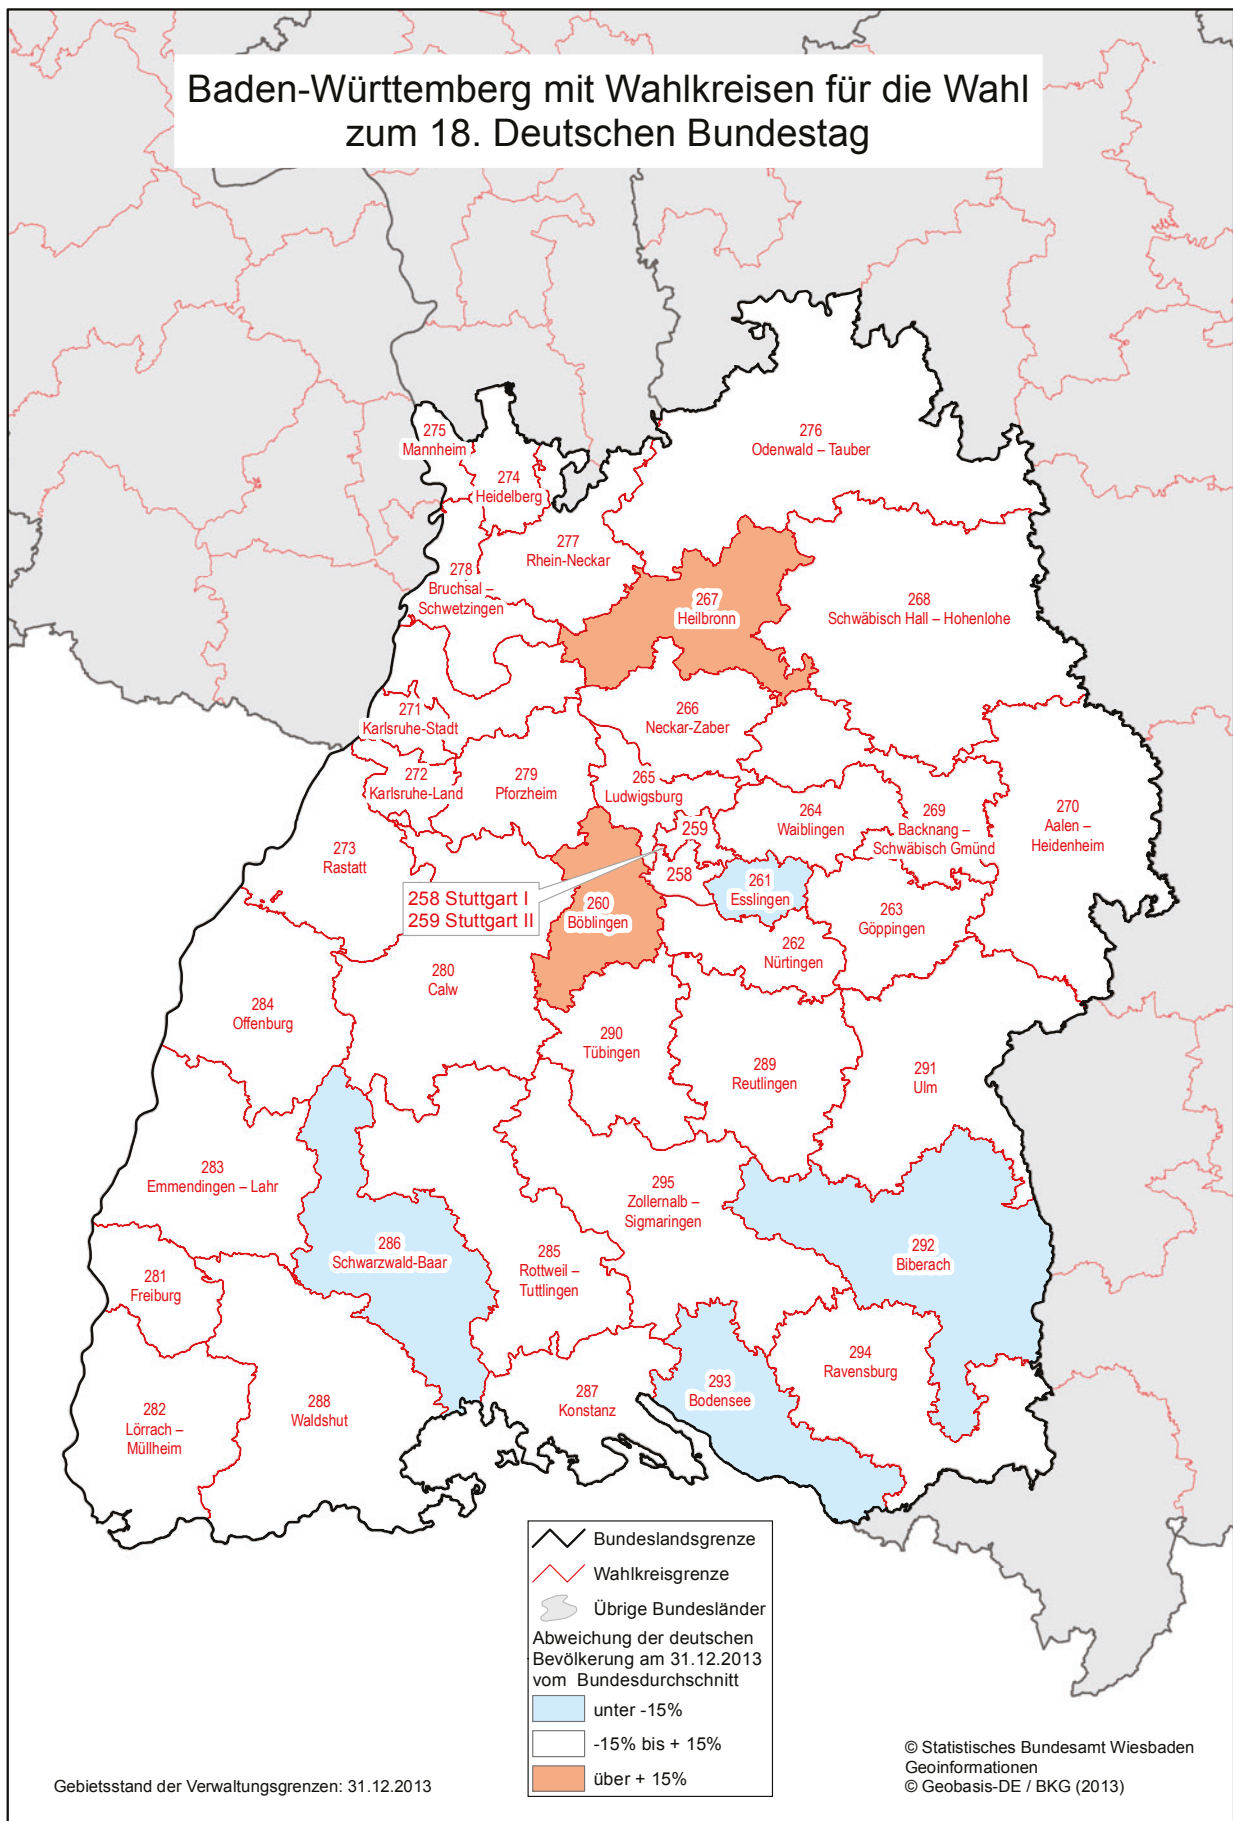 Baden-Württemberg mit Wahlkreisen für die Wahl
zum 18. Deutschen Bundestag
276
Odenwald – Tauber
275
Mannheim
274
Heidelberg
277
Rhein-Neckar
278
Bruchsal –
Schwetzingen
267
Heilbronn
268
Schwäbisch Hall – Hohenlohe
271
Karlsruhe-Stadt
266
Neckar-Zaber
272
Karlsruhe-Land
279
Pforzheim
265
Ludwigsburg
264
Waiblingen
269
Backnang –
Schwäbisch Gmünd
270
Aalen –
Heidenheim
273
Rastatt
259
258
258 Stuttgart I
259 Stuttgart II
260
Böblingen
261
Esslingen
263
Göppingen
262
Nürtingen
280
Calw
284
Offenburg
290
Tübingen
289
Reutlingen
291
Ulm
283
Emmendingen – Lahr
295
Zollernalb –
Sigmaringen
286
Schwarzwald-Baar
285
Rottweil –
Tuttlingen
292
Biberach
281
Freiburg
294
Ravensburg
293
Bodensee
287
Konstanz
288
Waldshut
282
Lörrach –
Müllheim
Bundeslandsgrenze
Wahlkreisgrenze
Übrige Bundesländer
Abweichung der deutschen
Bevölkerung am 31.12.2013
vom Bundesdurchschnitt
unter -15%
-15% bis + 15%
über + 15%
Gebietsstand der Verwaltungsgrenzen: 31.12.2013
© Statistisches Bundesamt Wiesbaden
Geoinformationen
© Geobasis-DE / BKG (2013)